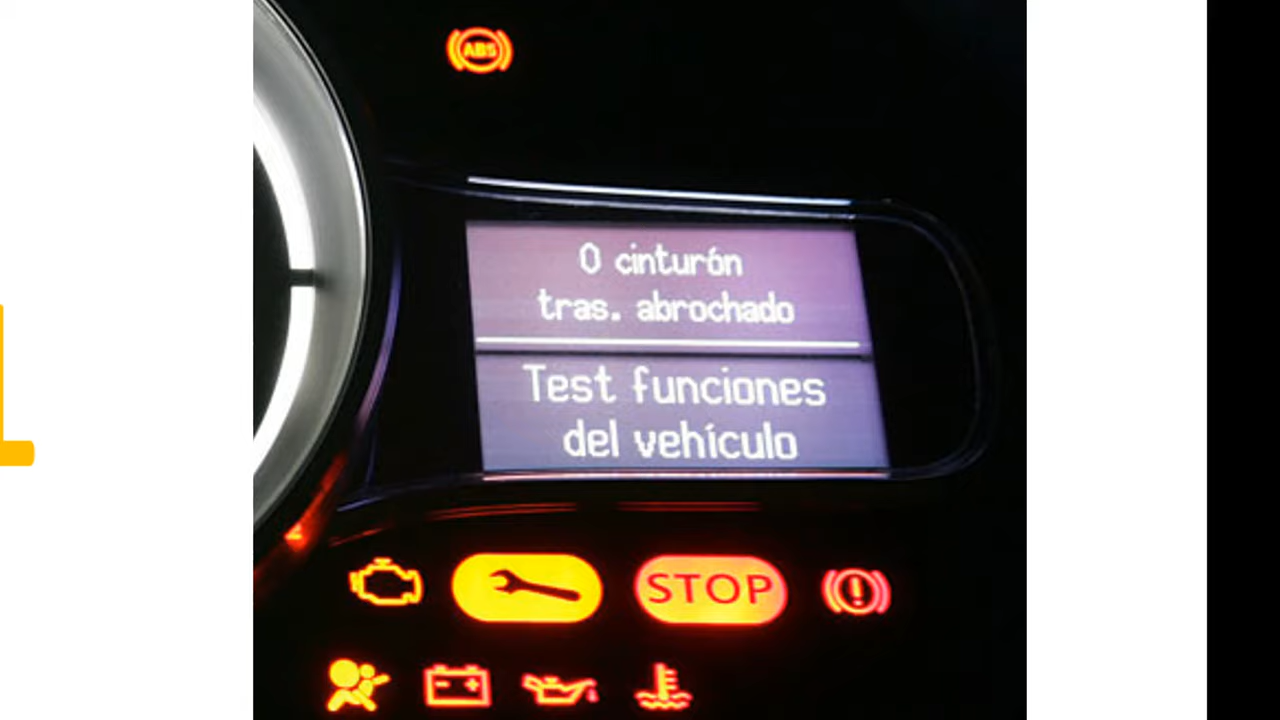 ABS
0 cinturón
tras. abrochado
Test funciones
del vehículo
STOP